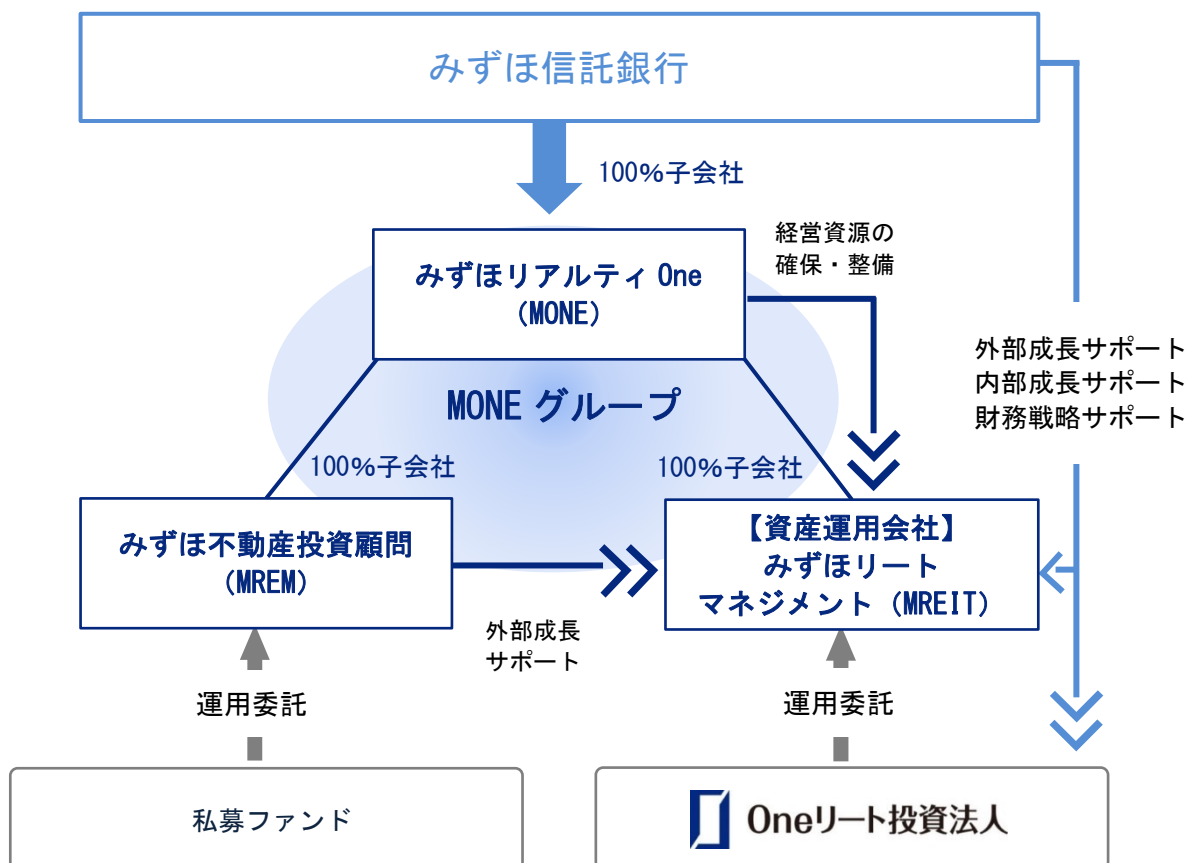 みずほ信託銀行
100%子会社
経営資源の
確保・整備
みずほリアルティ One
(MONE)
外部成長サポート
内部成長サポート
財務戦略サポート
MONE グループ
100%子会社
100%子会社
みずほ不動産投資顧問
(MREM)
【資産運用会社】
みずほリート
マネジメント (MREIT)
外部成長
サポート
運用委託
運用委託
私募ファンド
Oneリート投資法人